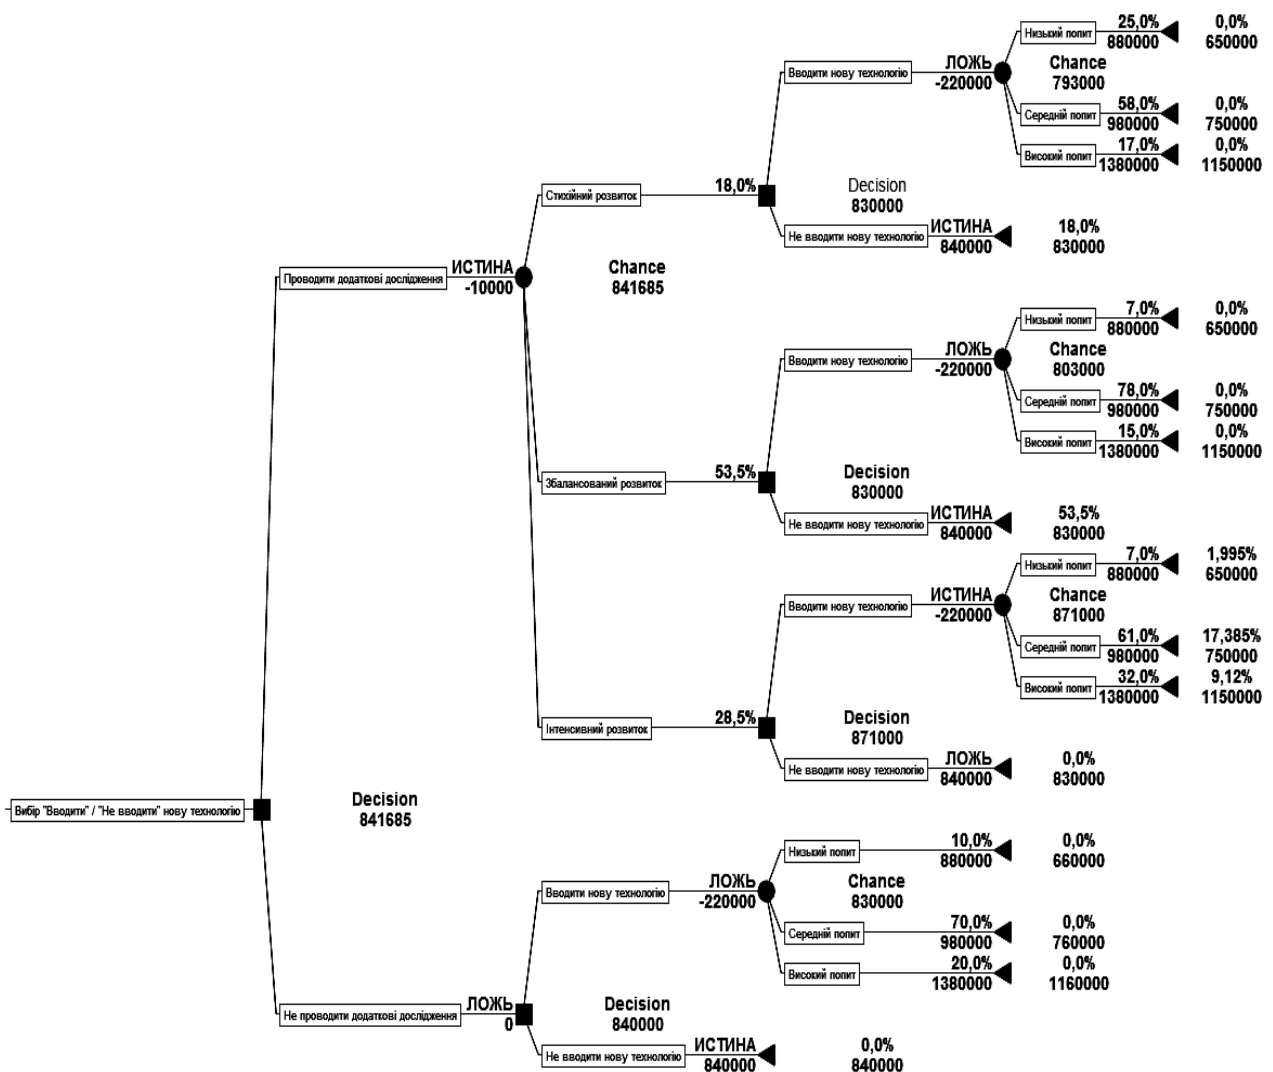 25,0% 0,0%
Низький попит 880000 650000
ЛОЖЬ Chance
Вводити нову технологію -220000 793000
58,0% 0,0%
Середній попит 980000 750000
17,0% 0,0%
Високий попит 1380000 1150000
Стихійний розвиток 18,0% Decision
830000
ИСТИНА 18,0%
Не вводити нову технологію 840000 830000
ИСТИНА Chance
Проводити додаткові дослідження -10000 841685
7,0% 0,0%
Низький попит 880000 650000
ЛОЖЬ Chance
Вводити нову технологію -220000 803000
78,0% 0,0%
Середній попит 980000 750000
15,0% 0,0%
Високий попит 1380000 1150000
Збалансований розвиток 53,5% Decision
830000
ИСТИНА 53,5%
Не вводити нову технологію 840000 830000
7,0% 1,995%
Низький попит 880000 650000
ИСТИНА Chance
Вводити нову технологію -220000 871000
61,0% 17,385%
Середній попит 980000 750000
32,0% 9,12%
Високий попит 1380000 1150000
Інтенсивний розвиток 28,5% Decision
871000
ЛОЖЬ 0,0%
Не вводити нову технологію 840000 830000
Decision
Вибір "Вводити" / "Не вводити" нову технологію 841685
10,0% 0,0%
Низький попит 880000 660000
ЛОЖЬ Chance
Вводити нову технологію -220000 830000
70,0% 0,0%
Середній попит 980000 760000
20,0% 0,0%
Високий попит 1380000 1160000
ЛОЖЬ Decision
Не проводити додаткові дослідження 0 840000
ИСТИНА 0,0%
Не вводити нову технологію 840000 840000